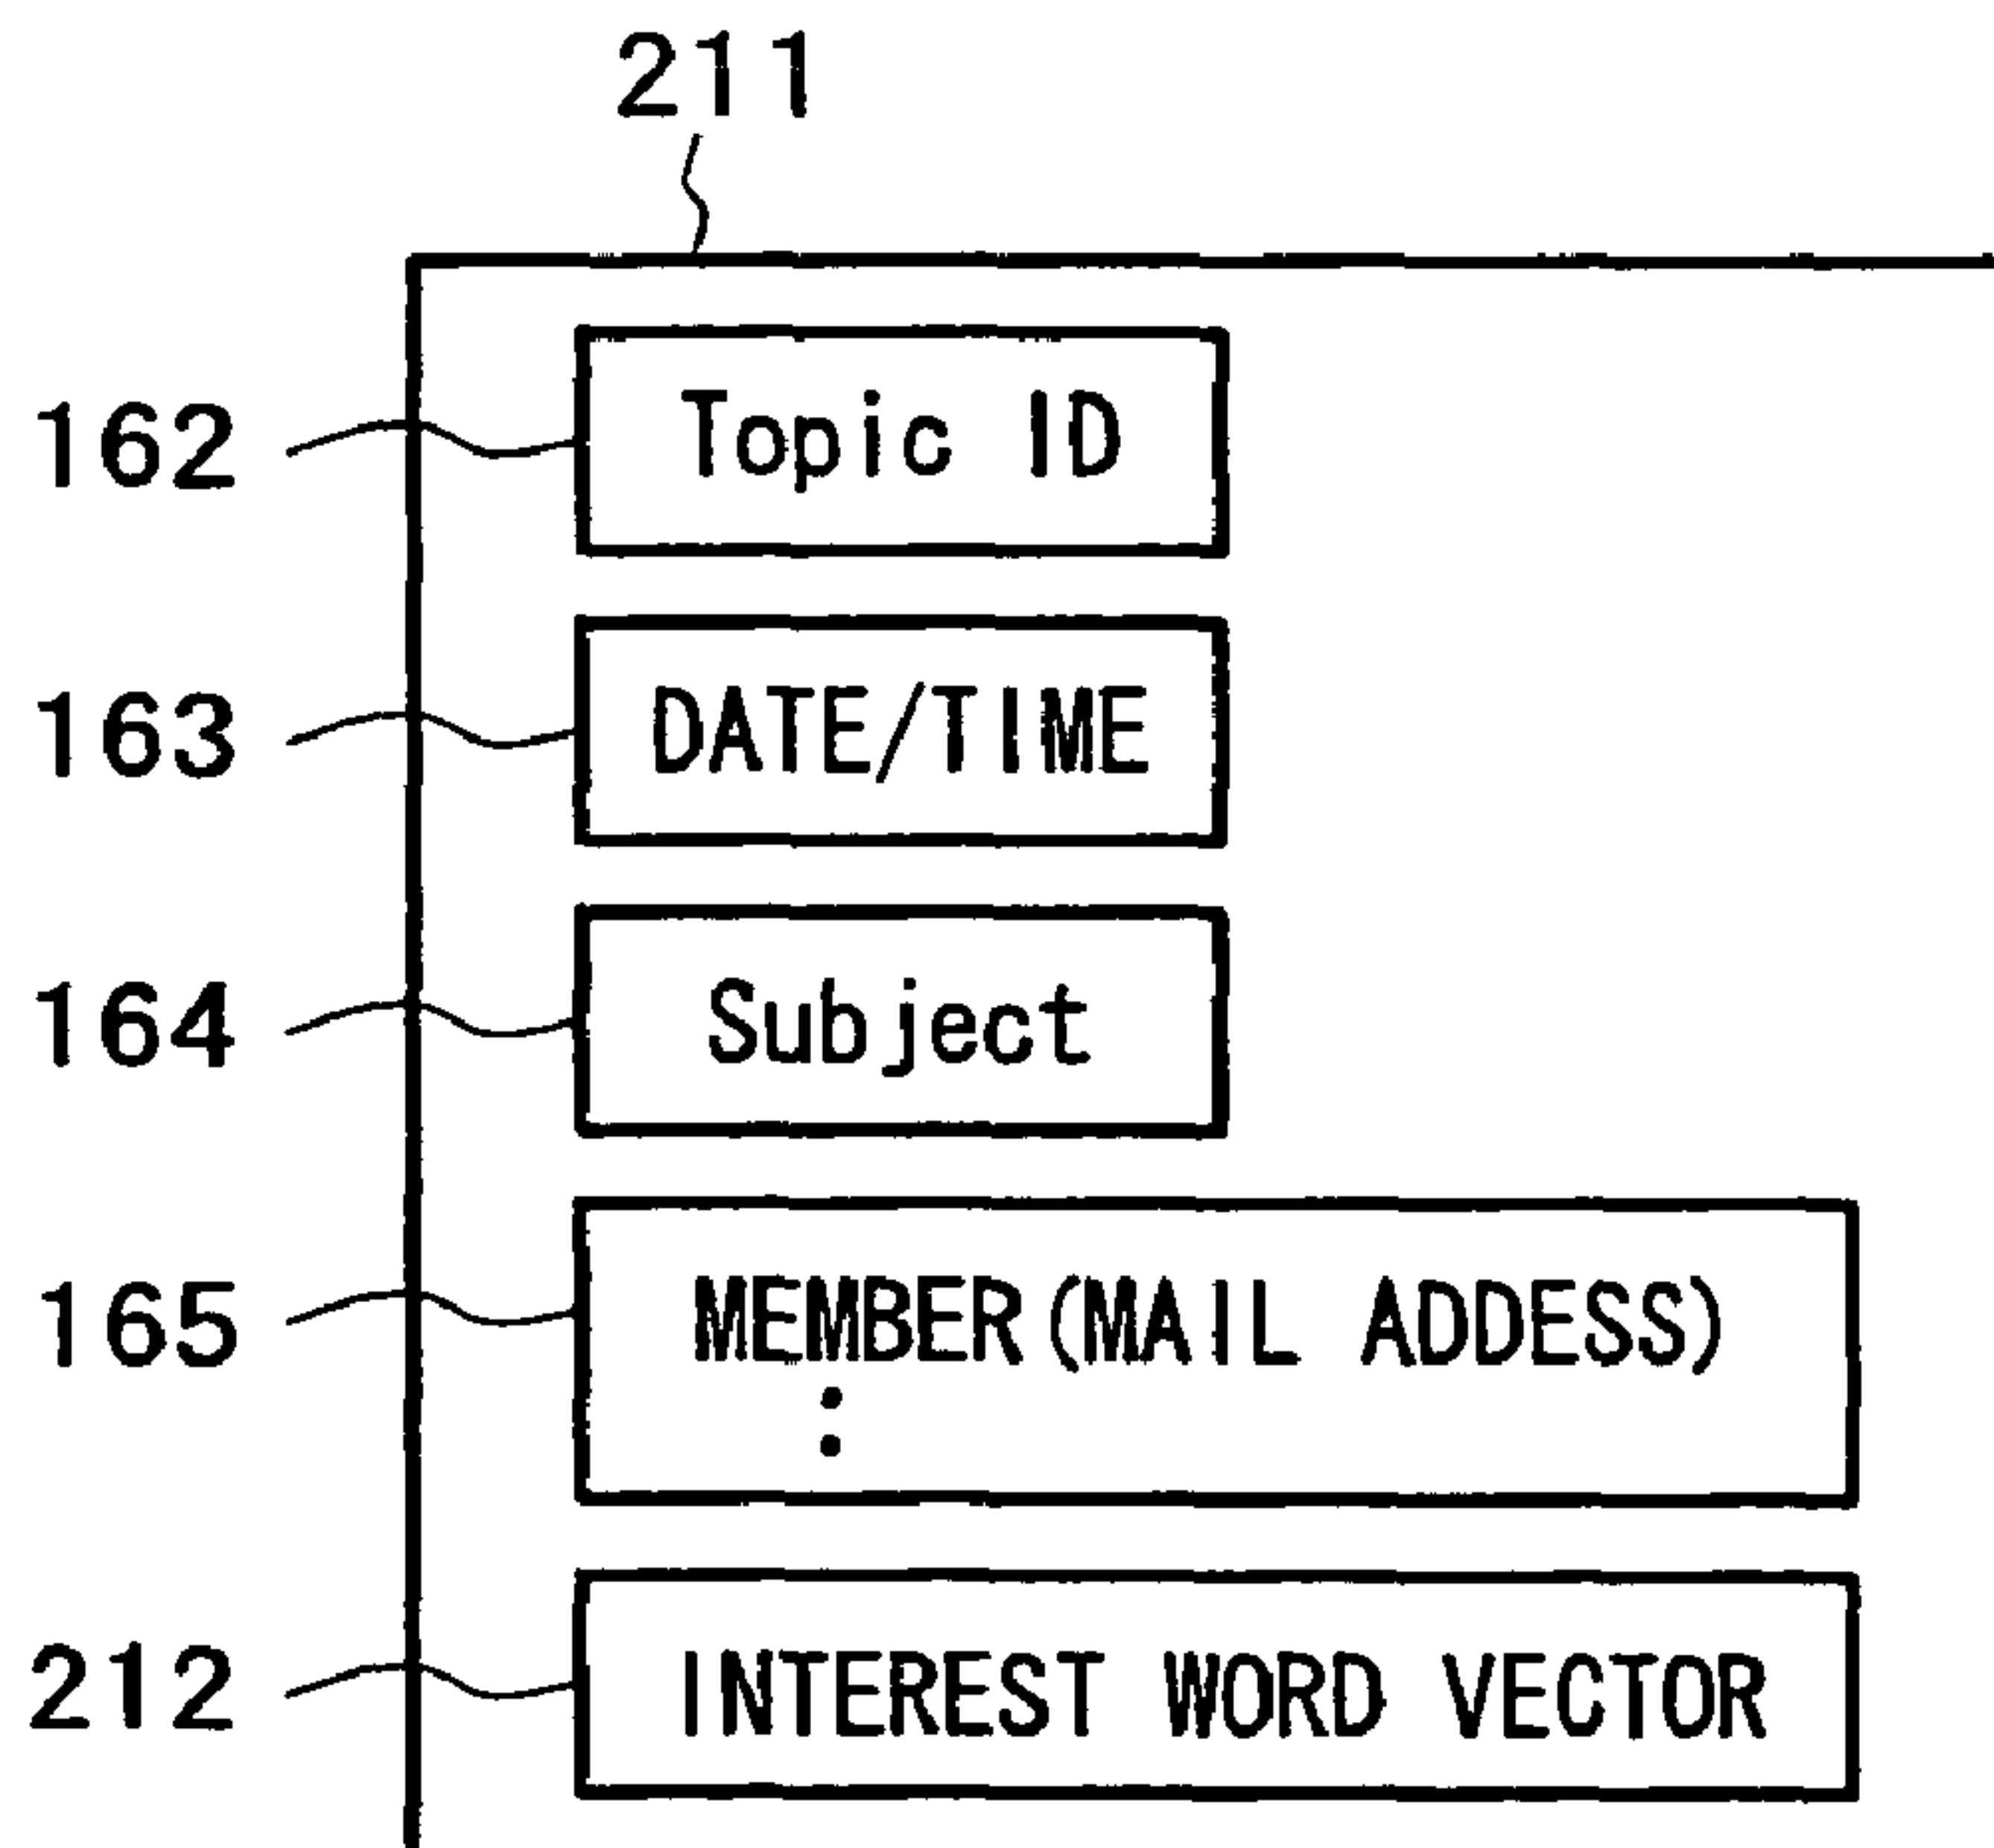 211
162 Topic ID
163 DATE/TIME
164 Subject
165 MEMBER(MAIL ADDESS)
:
212 INTEREST WORD VECTOR